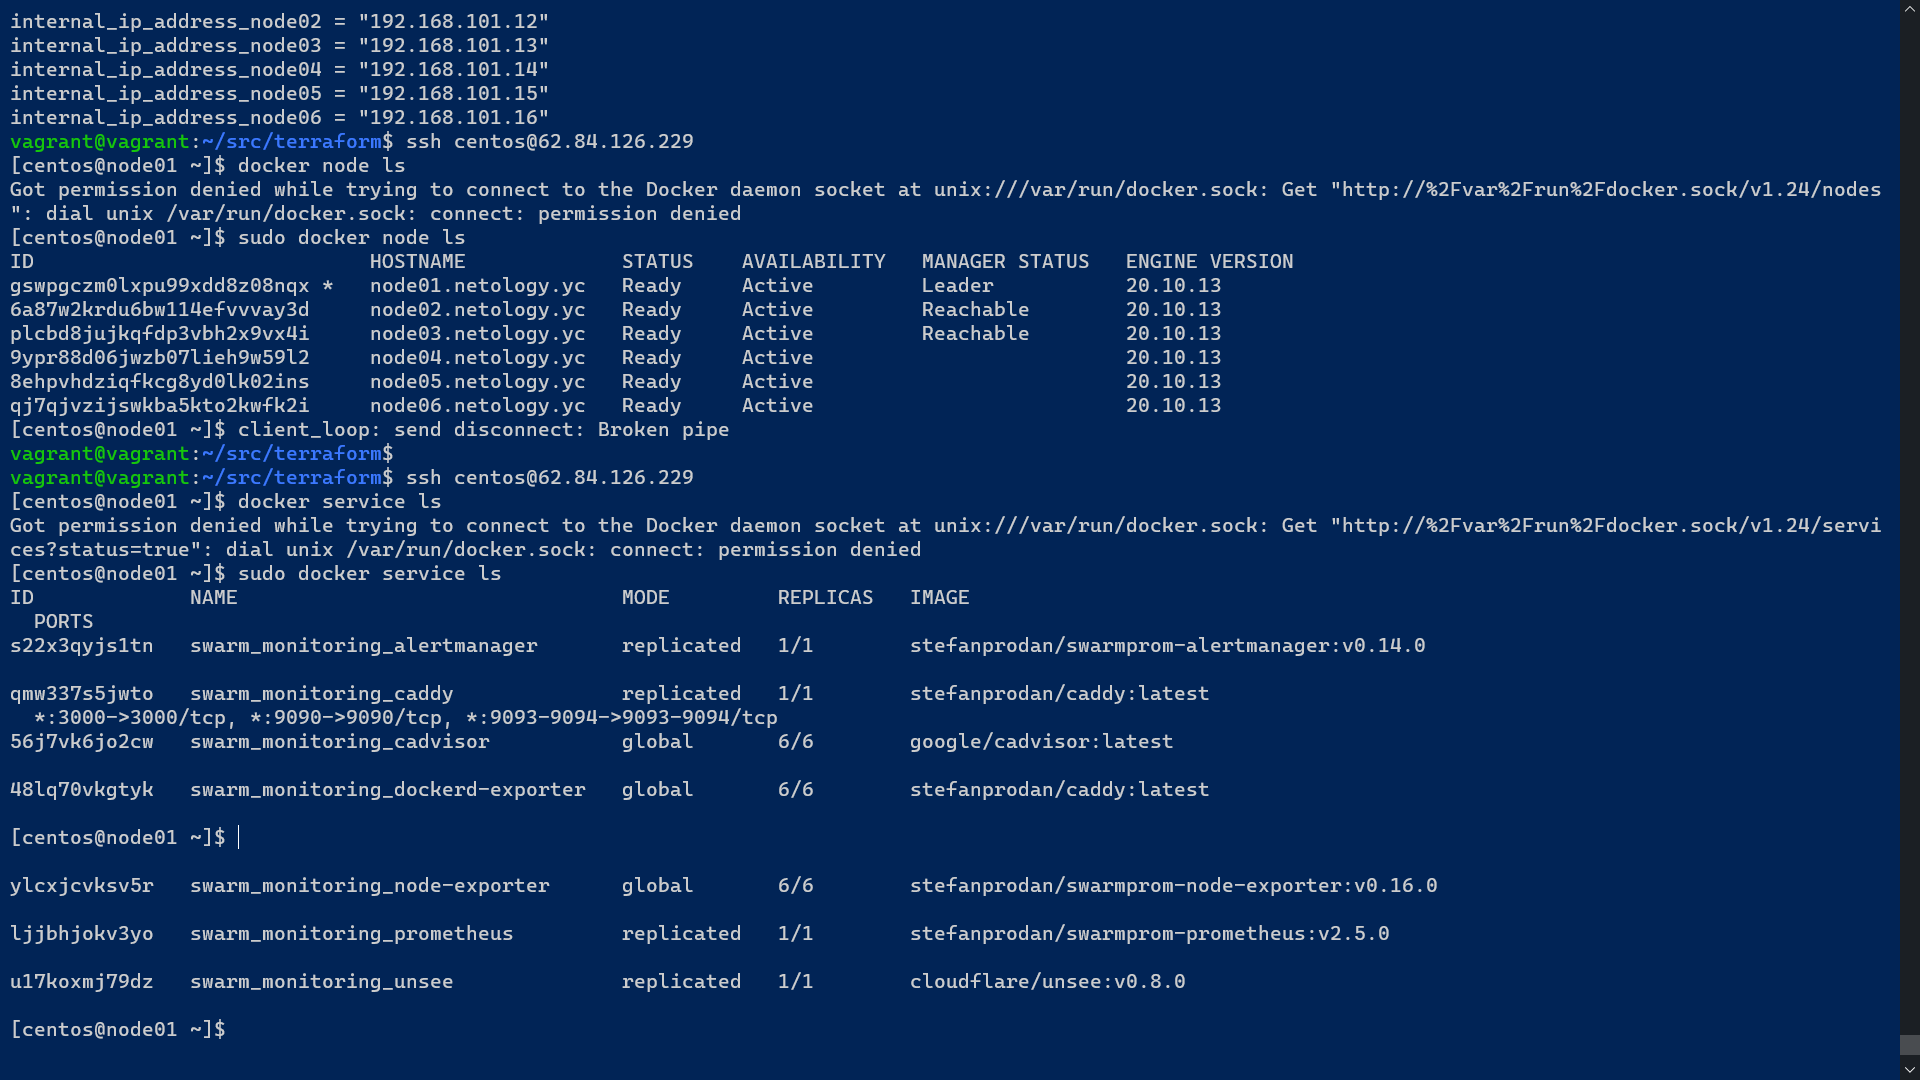 internal_ip_address_node02 = "192.168.101.12"
internal_ip_address_node03 = "192.168.101.13"
internal_ip_address_node04 = "192.168.101.14"
internal_ip_address_node05 = "192.168.101.15"
internal_ip_address_node06 = "192.168.101.16"
vagrant@vagrant:~/src/terraform$ ssh centos@62.84.126.229
[centos@node01 ~]$ docker node ls
Got permission denied while trying to connect to the Docker daemon socket at unix:///var/run/docker.sock: Get "http://%2Fvar%2Frun%2Fdocker.sock/v1.24/nodes
": dial unix /var/run/docker.sock: connect: permission denied
[centos@node01 ~]$ sudo docker node ls
ID                            HOSTNAME             STATUS    AVAILABILITY   MANAGER STATUS   ENGINE VERSION
gswpgczm0lxpu99xdd8z08nqx *   node01.netology.yc   Ready     Active         Leader           20.10.13
6a87w2krdu6bw114efvvvay3d     node02.netology.yc   Ready     Active         Reachable        20.10.13
plcbd8jujkqfdp3vbh2x9vx4i     node03.netology.yc   Ready     Active         Reachable        20.10.13
9ypr88d06jwzb07lieh9w59l2     node04.netology.yc   Ready     Active                          20.10.13
8ehpvhdziqfkcg8yd0lk02ins     node05.netology.yc   Ready     Active                          20.10.13
qj7qjvzijswkba5kto2kwfk2i     node06.netology.yc   Ready     Active                          20.10.13
[centos@node01 ~]$ client_loop: send disconnect: Broken pipe
vagrant@vagrant:~/src/terraform$
vagrant@vagrant:~/src/terraform$ ssh centos@62.84.126.229
[centos@node01 ~]$ docker service ls
Got permission denied while trying to connect to the Docker daemon socket at unix:///var/run/docker.sock: Get "http://%2Fvar%2Frun%2Fdocker.sock/v1.24/servi
ces?status=true": dial unix /var/run/docker.sock: connect: permission denied
[centos@node01 ~]$ sudo docker service ls
ID             NAME                                MODE         REPLICAS   IMAGE
  PORTS
s22x3qyjs1tn   swarm_monitoring_alertmanager       replicated   1/1        stefanprodan/swarmprom-alertmanager:v0.14.0
qmw337s5jwto   swarm_monitoring_caddy              replicated   1/1        stefanprodan/caddy:latest
  *:3000->3000/tcp, *:9090->9090/tcp, *:9093-9094->9093-9094/tcp
56j7vk6jo2cw   swarm_monitoring_cadvisor           global       6/6        google/cadvisor:latest
48lq70vkgtyk   swarm_monitoring_dockerd-exporter   global       6/6        stefanprodan/caddy:latest
[centos@node01 ~]$
ylcxjcvksv5r   swarm_monitoring_node-exporter      global       6/6        stefanprodan/swarmprom-node-exporter:v0.16.0
ljjbhjokv3yo   swarm_monitoring_prometheus         replicated   1/1        stefanprodan/swarmprom-prometheus:v2.5.0
u17koxmj79dz   swarm_monitoring_unsee              replicated   1/1        cloudflare/unsee:v0.8.0
[centos@node01 ~]$